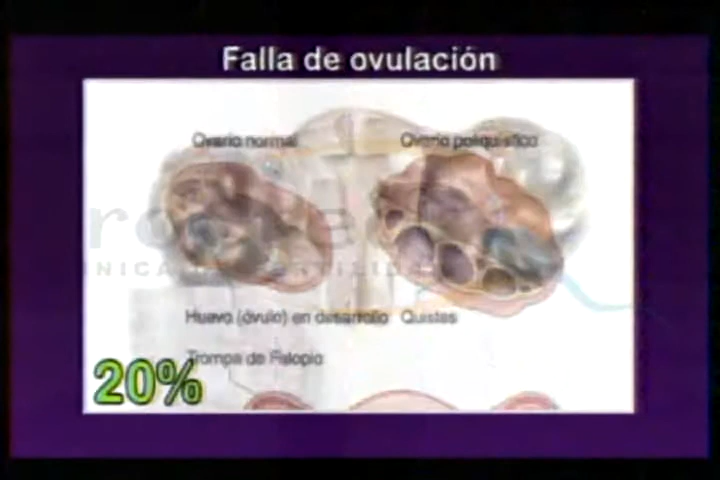 Falla de ovulación
Ovario normal
Ovario poliquístico
Huevo (óvulo) en desarrollo
Quistes
Trompa de Falopio
20%